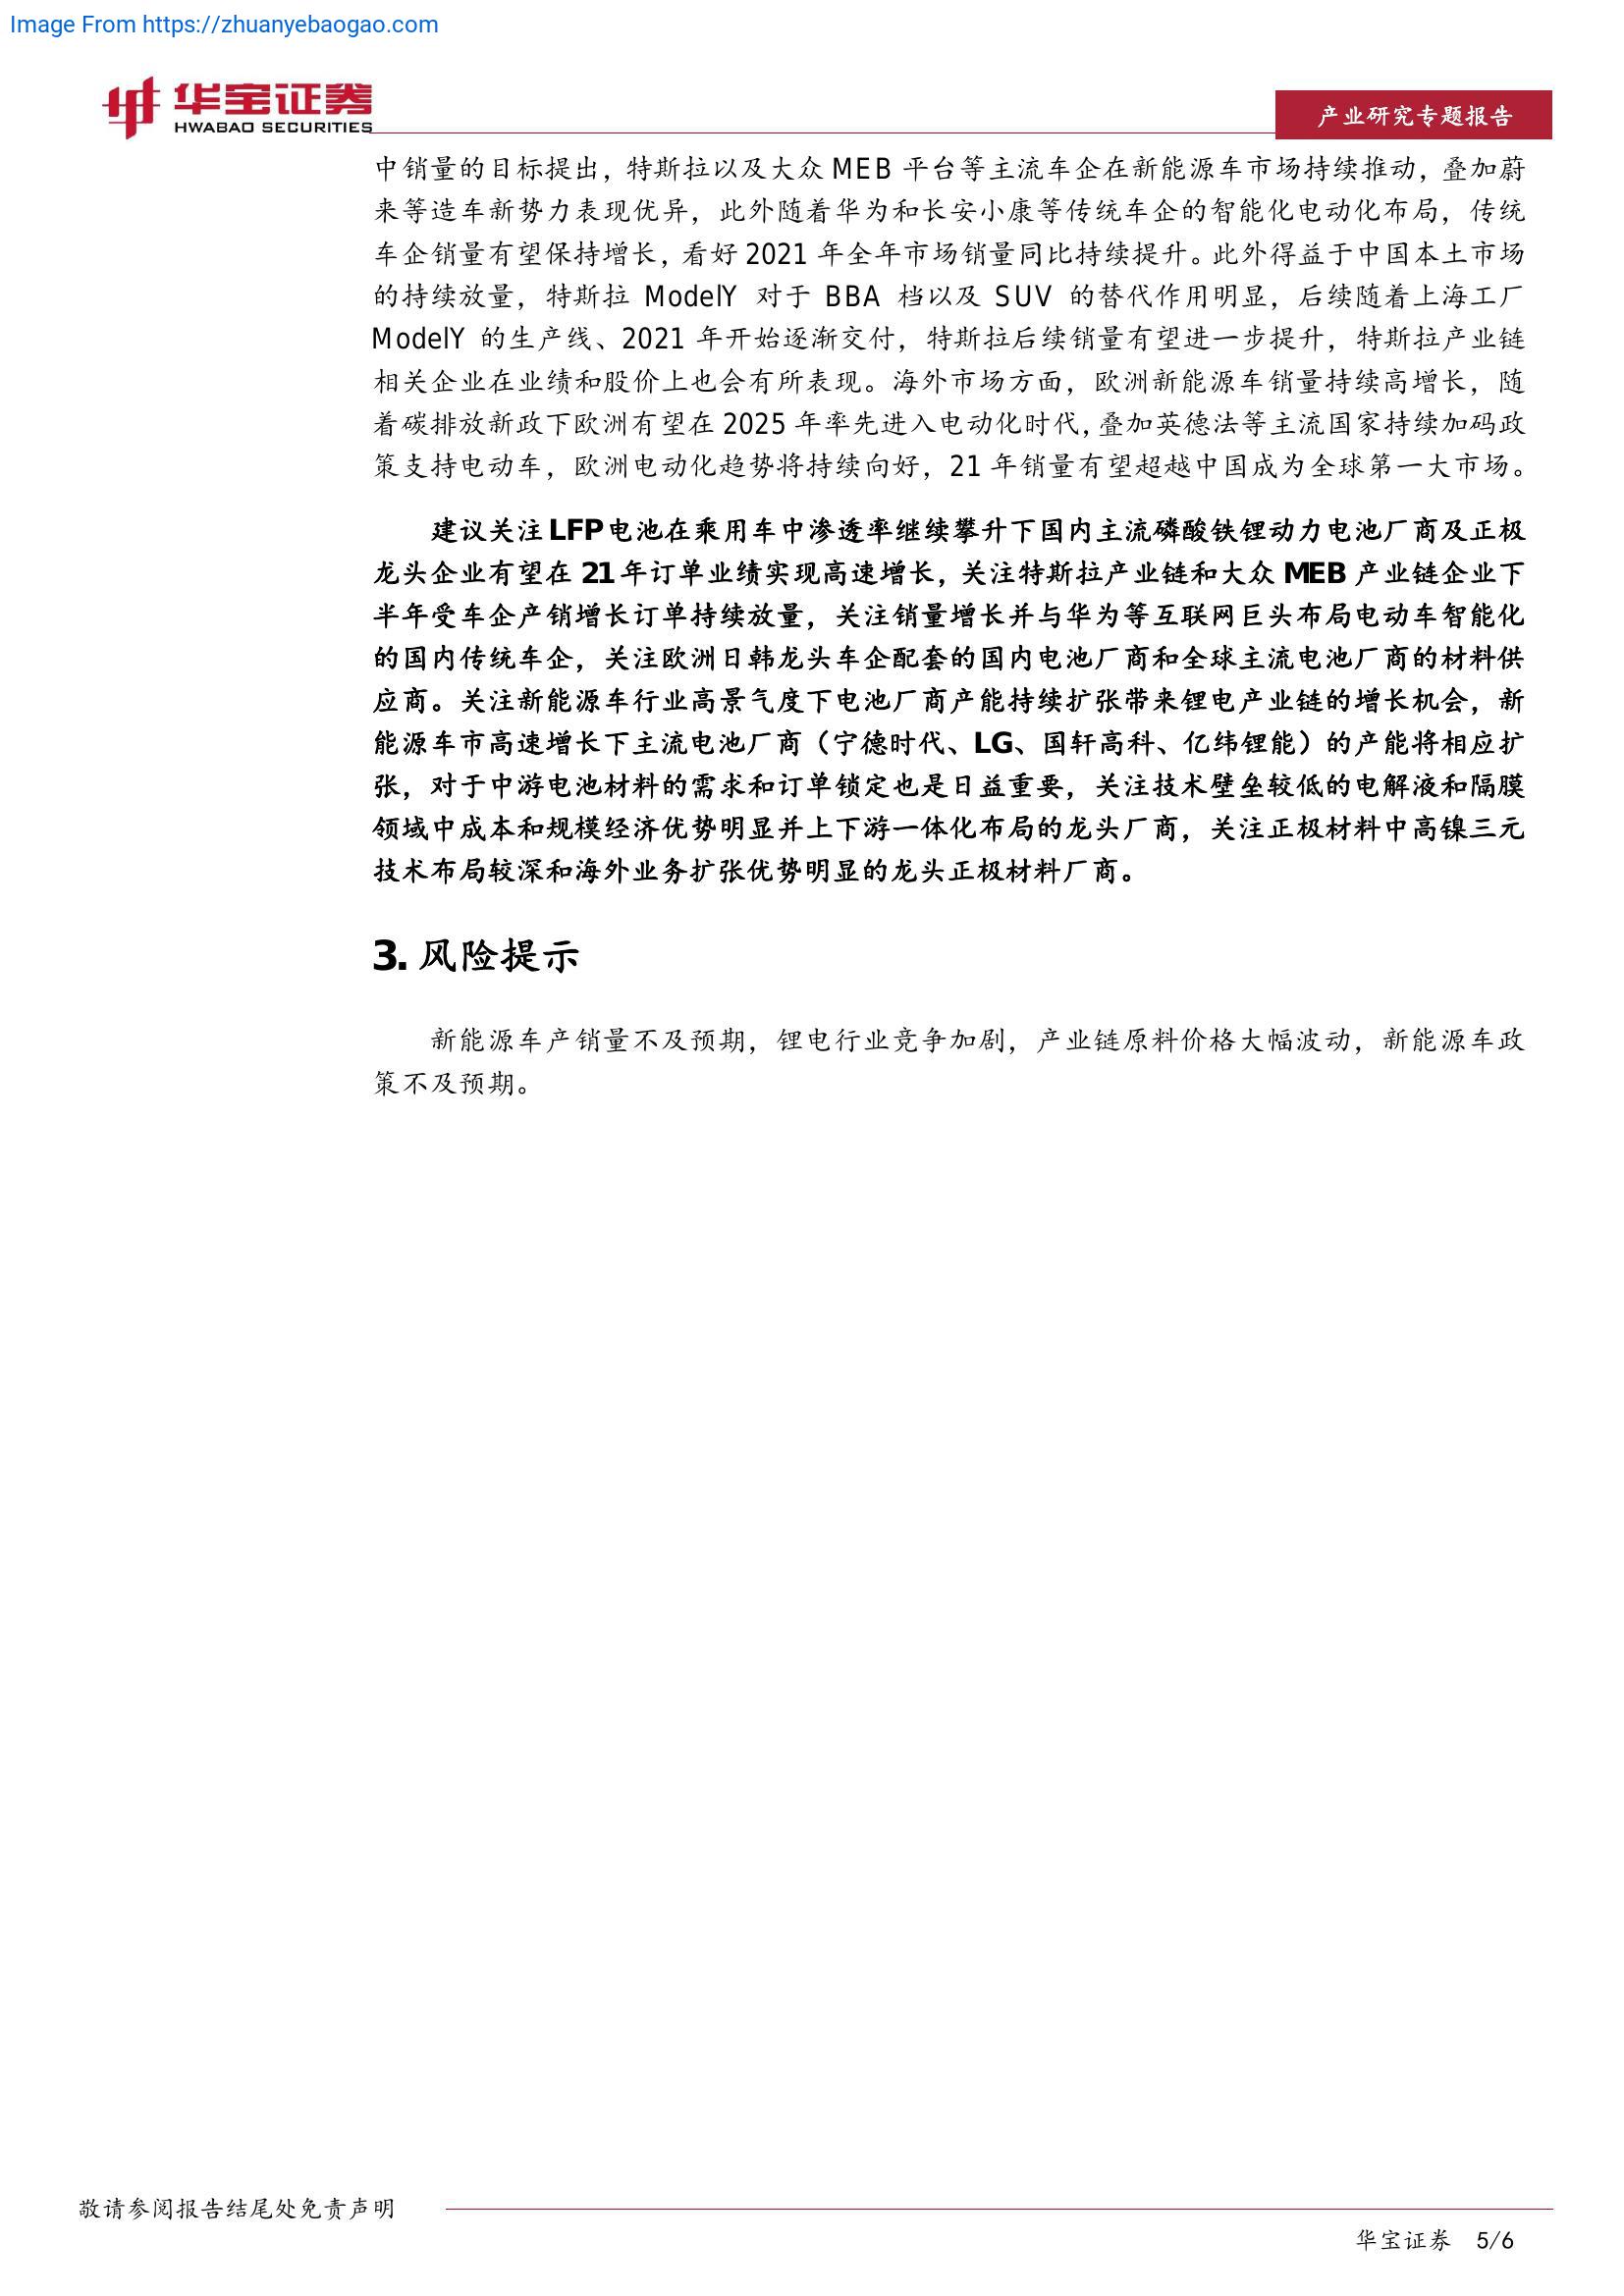 Image From https://zhuanyebaogao.com
华宝证券
HWABAO SECURITIES
产业研究专题报告
中销量的目标提出，特斯拉以及大众 MEB 平台等主流车企在新能源车市场持续推动，叠加蔚
来等造车新势力表现优异，此外随着华为和长安小康等传统车企的智能化电动化布局，传统
车企销量有望保持增长，看好 2021 年全年市场销量同比持续提升。此外得益于中国本土市场
的持续放量，特斯拉 ModelY 对于 BBA 档以及 SUV 的替代作用明显，后续随着上海工厂
ModelY 的生产线、2021 年开始逐渐交付，特斯拉后续销量有望进一步提升，特斯拉产业链
相关企业在业绩和股价上也会有所表现。海外市场方面，欧洲新能源车销量持续高增长，随
着碳排放新政下欧洲有望在 2025 年率先进入电动化时代，叠加英德法等主流国家持续加码政
策支持电动车，欧洲电动化趋势将持续向好，21 年销量有望超越中国成为全球第一大市场。
建议关注 LFP 电池在乘用车中渗透率继续攀升下国内主流磷酸铁锂动力电池厂商及正极
龙头企业有望在 21 年订单业绩实现高速增长，关注特斯拉产业链和大众 MEB 产业链企业下
半年受车企产销增长订单持续放量，关注销量增长并与华为等互联网巨头布局电动车智能化
的国内传统车企，关注欧洲日韩龙头车企配套的国内电池厂商和全球主流电池厂商的材料供
应商。关注新能源车行业高景气度下电池厂商产能持续扩张带来锂电产业链的增长机会，新
能源车市高速增长下主流电池厂商（宁德时代、LG、国轩高科、亿纬锂能）的产能将相应扩
张，对于中游电池材料的需求和订单锁定也是日益重要，关注技术壁垒较低的电解液和隔膜
领域中成本和规模经济优势明显并上下游一体化布局的龙头厂商，关注正极材料中高镍三元
技术布局较深和海外业务扩张优势明显的龙头正极材料厂商。
3. 风险提示
新能源车产销量不及预期，锂电行业竞争加剧，产业链原料价格大幅波动，新能源车政
策不及预期。
敬请参阅报告结尾处免责声明
华宝证券 5/6